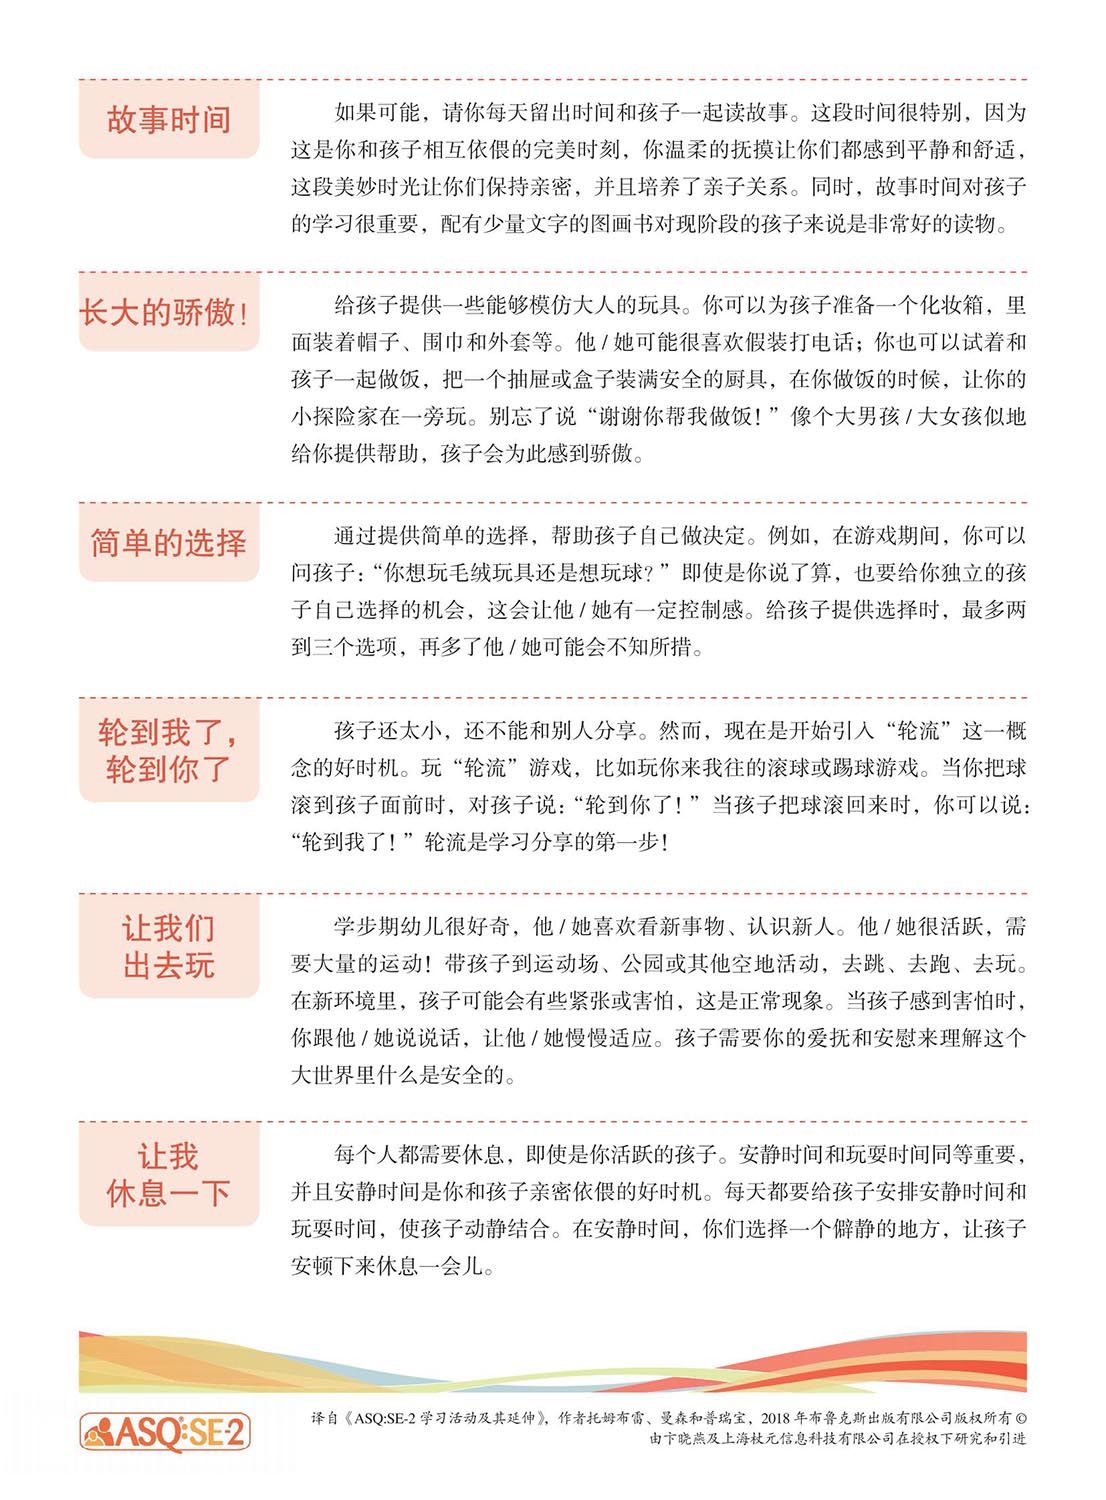 故事时间
如果可能，请你每天留出时间和孩子一起读故事。这段时间很特别，因为
这是你和孩子相互依偎的完美时刻，你温柔的抚摸让你们都感到平静和舒适，
这段美妙时光让你们保持亲密，并且培养了亲子关系。同时，故事时间对孩子
的学习很重要，配有少量文字的图画书对现阶段的孩子来说是非常好的读物。
长大的骄傲！
给孩子提供一些能够模仿大人的玩具。你可以为孩子准备一个化妆箱，里
面装着帽子、围巾和外套等。他 / 她可能很喜欢假装打电话；你也可以试着和
孩子一起做饭，把一个抽屉或盒子装满安全的厨具，在你做饭的时候，让你的
小探险家在一旁玩。别忘了说“谢谢你帮我做饭！”像个大男孩 / 大女孩似地
给你提供帮助，孩子会为此感到骄傲。
简单的选择
通过提供简单的选择，帮助孩子自己做决定。例如，在游戏期间，你可以
问孩子：“你想玩毛绒玩具还是想玩球？”即使是你说了算，也要给你独立的孩
子自己选择的机会，这会让他 / 她有一定控制感。给孩子提供选择时，最多两
到三个选项，再多了他 / 她可能会不知所措。
轮到我了，
轮到你了
孩子还太小，还不能和别人分享。然而，现在是开始引入“轮流”这一概
念的好时机。玩“轮流”游戏，比如玩你来我往的滚球或踢球游戏。当你把球
滚到孩子面前时，对孩子说：“轮到你了！”当孩子把球滚回来时，你可以说：
“轮到我了！”轮流是学习分享的第一步！
让我们
出去玩
学步期幼儿很好奇，他 / 她喜欢看新事物、认识新人。他 / 她很活跃，需
要大量的运动！带孩子到运动场、公园或其他空地活动，去跳、去跑、去玩。
在新环境里，孩子可能会有些紧张或害怕，这是正常现象。当孩子感到害怕时，
你跟他 / 她说说话，让他 / 她慢慢适应。孩子需要你的爱抚和安慰来理解这个
大世界里什么是安全的。
让我
休息一下
每个人都需要休息，即使是你活跃的孩子。安静时间和玩耍时间同等重要，
并且安静时间是你和孩子亲密依偎的好时机。每天都要给孩子安排安静时间和
玩耍时间，使孩子动静结合。在安静时间，你们选择一个僻静的地方，让孩子
安顿下来休息一会儿。
ASQ:SE-2
译自《ASQ:SE-2 学习活动及其延伸》，作者托姆布雷、曼森和普瑞宝，2018 年布鲁克斯出版有限公司版权所有 ©
由卞晓燕及上海杖元信息科技有限公司在授权下研究和引进